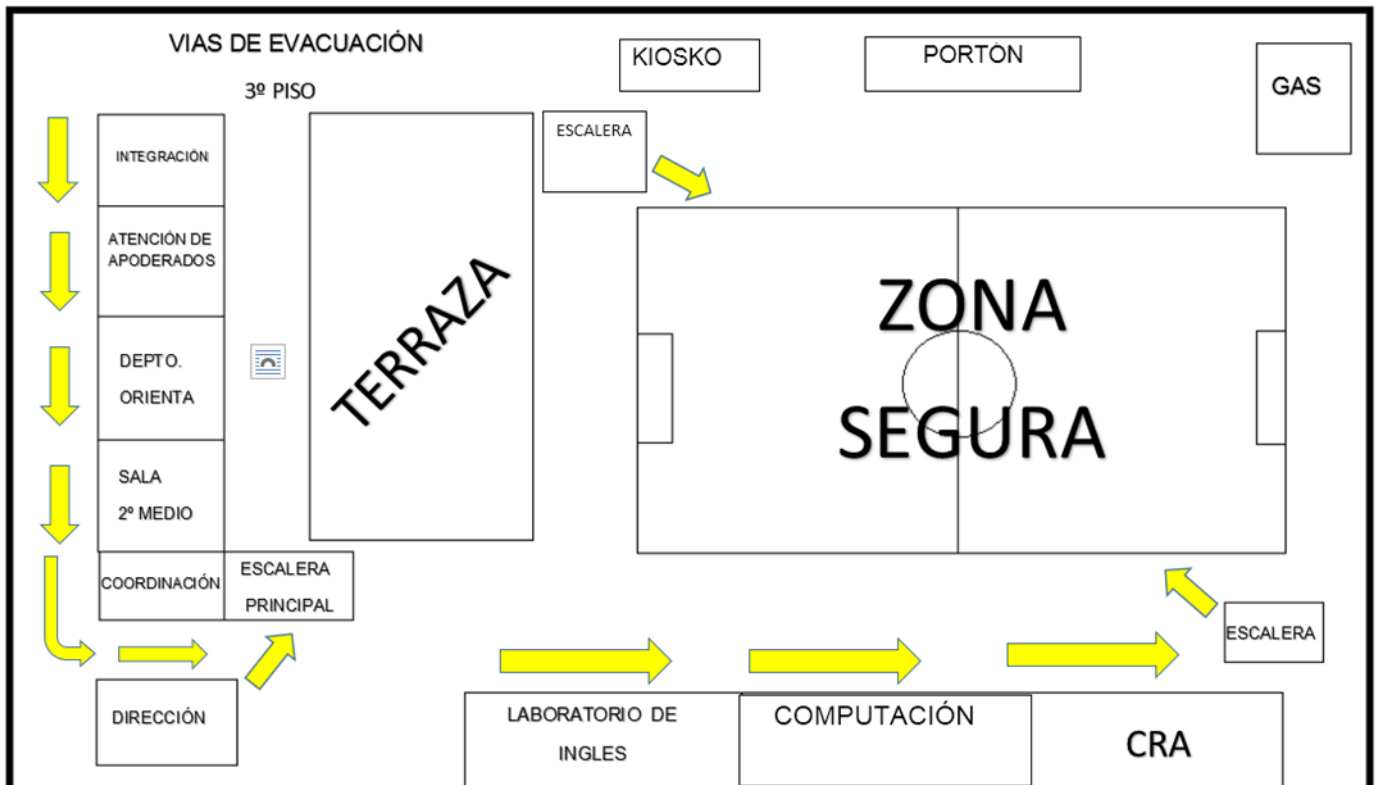 VIAS DE EVACUACIÓN
3º PISO
KIOSKO
PORTÓN
GAS
ESCALERA
INTEGRACIÓN
ATENCIÓN DE
APODERADOS
DEPTO.
ORIENTA
SALA
2º MEDIO
COORDINACIÓN
ESCALERA
PRINCIPAL
DIRECCIÓN
TERRAZA
ZONA
SEGURA
ESCALERA
LABORATORIO DE
INGLES
COMPUTACIÓN
CRA